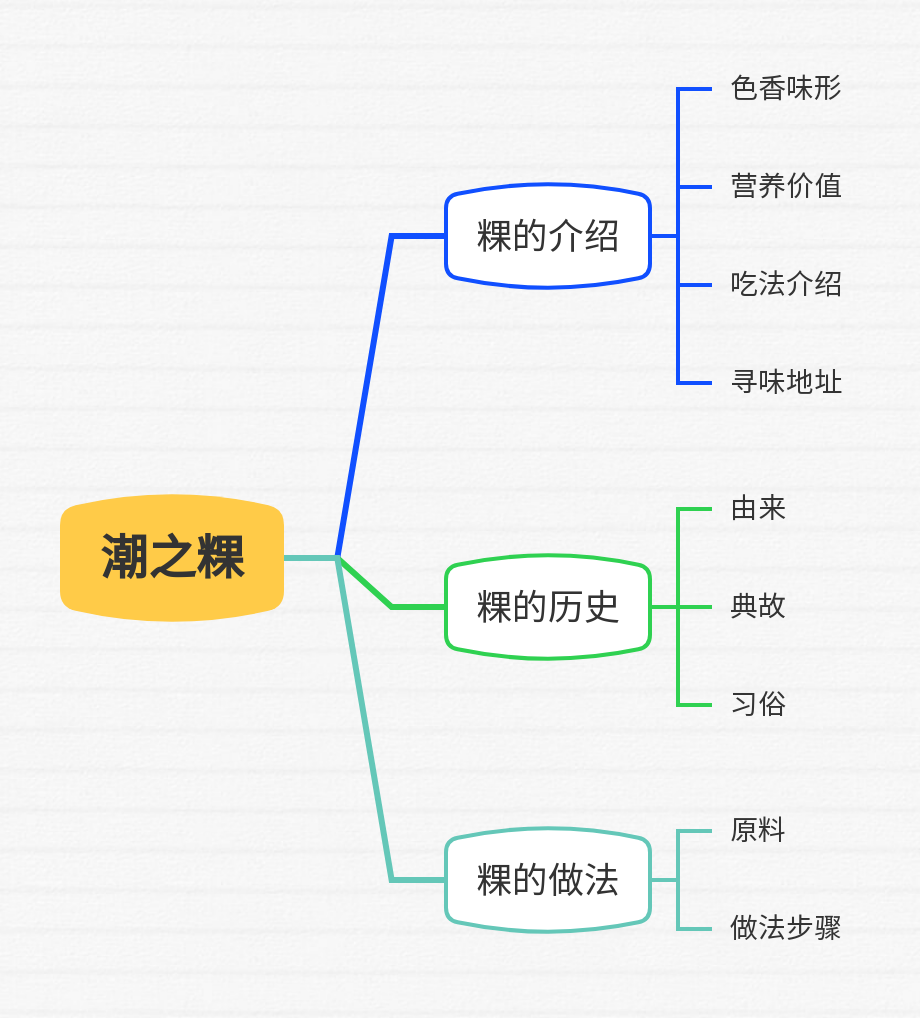 潮之粿
粿的介绍
色香味形
营养价值
吃法介绍
寻味地址
粿的历史
由来
典故
习俗
粿的做法
原料
做法步骤